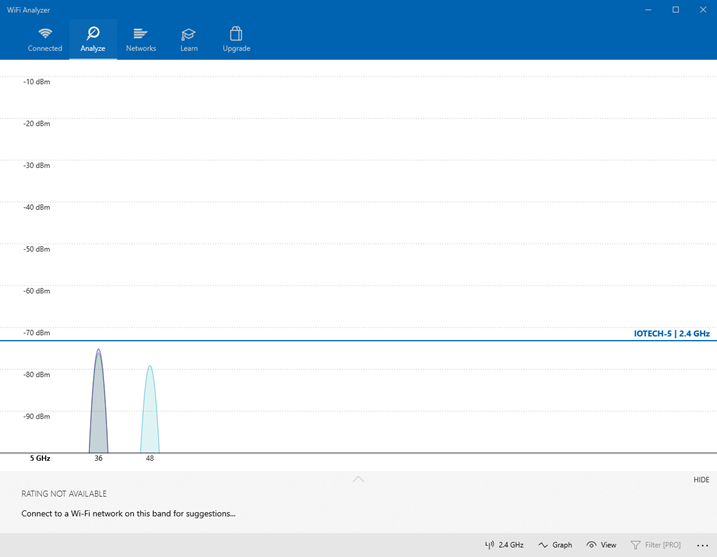 WiFi Analyzer
Connected
Analyze
Networks
Learn
Upgrade
-10 dBm
-20 dBm
-30 dBm
-40 dBm
-50 dBm
-60 dBm
-70 dBm
IOTECH-5 | 2.4 GHz
-80 dBm
-90 dBm
5 GHz 36 48
HIDE
RATING NOT AVAILABLE
Connect to a Wi-Fi network on this band for suggestions...
2.4 GHz Graph View Filter [PRO]